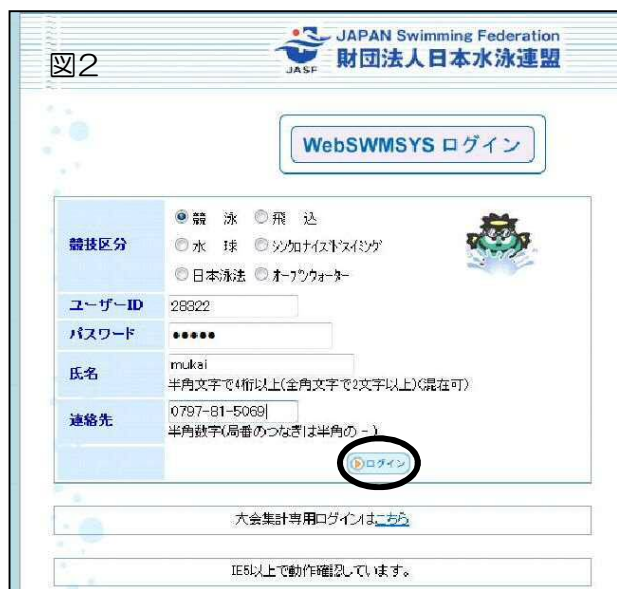 図2
JAPAN Swimming Federation
財団法人日本水泳連盟
JASF
WebSWMSYS ログイン
競技区分
競 泳 飛 込
水 球 シンクロナイズドスイミング
日本泳法 オープンウォーター
ユーザーID 28322
パスワード ●●●●●
氏名 mukai
半角文字で4桁以上(全角文字で2文字以上)(混在可)
連絡先 0797-81-5069
半角数字(局番のつなぎは半角の - )
ログイン
大会集計専用ログインはこちら
IE5以上で動作確認しています。